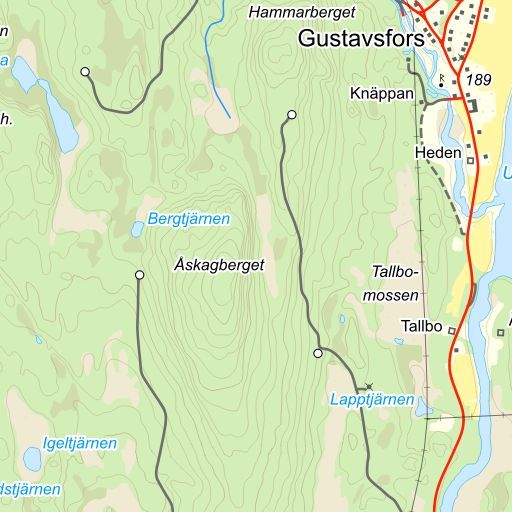 Hammarberget
Gustavsfors
189
Knäppan
h.
Heden
Bergtjärnen
Åskagberget
Tallbo-
mossen
Tallbo
Lapptjärnen
Igeltjärnen
dstjärnen